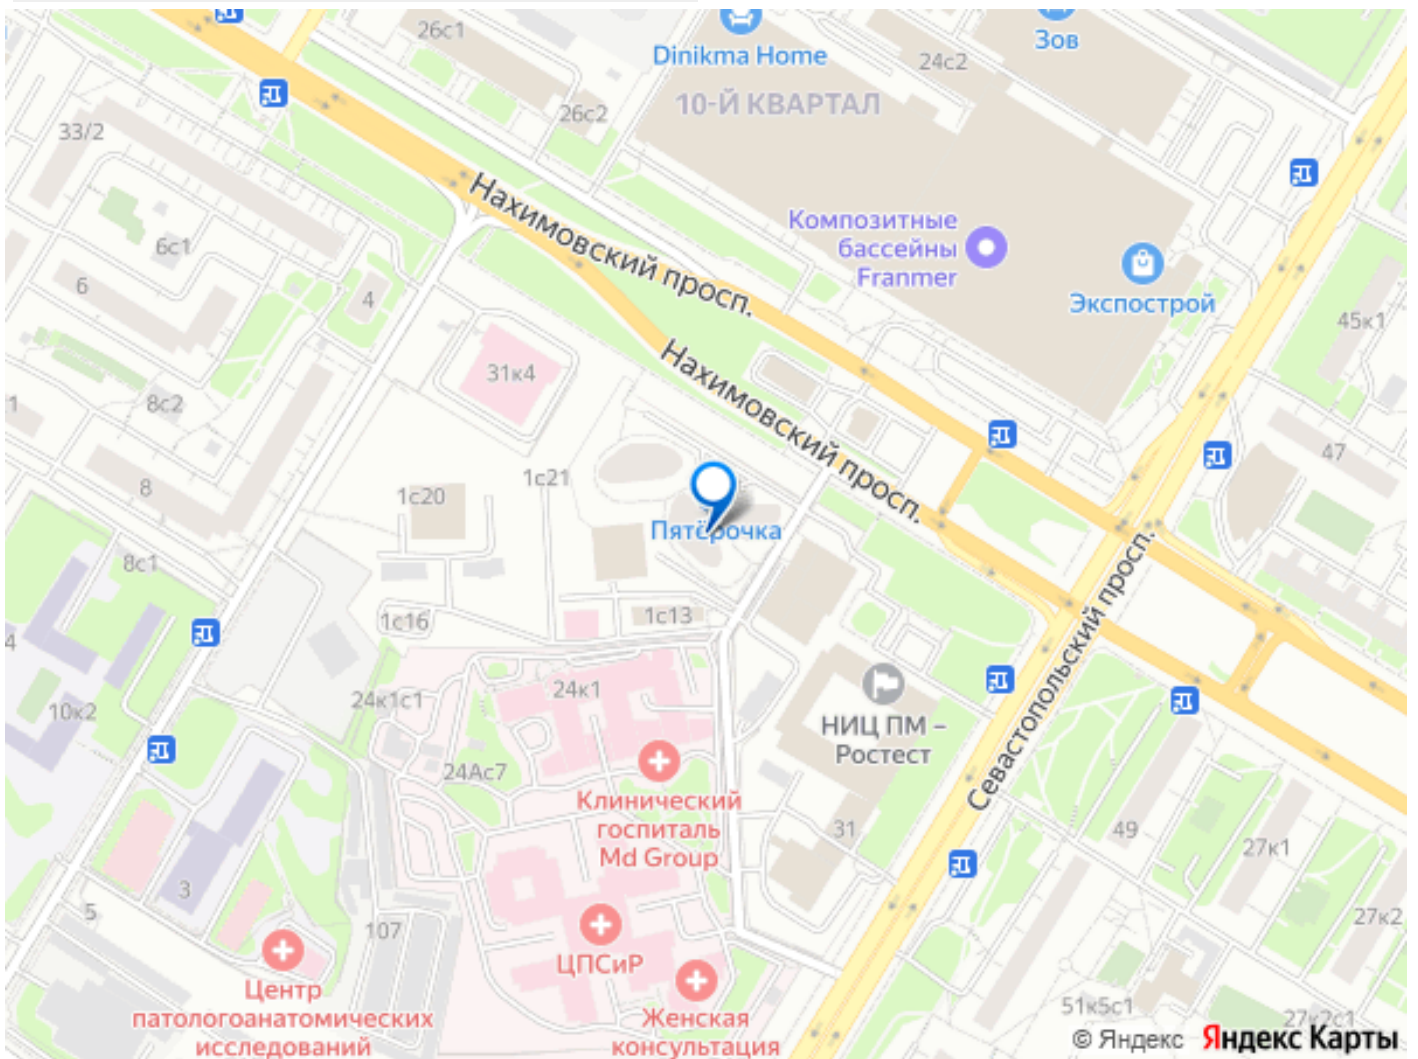 26с1
Dinikma Home
Зов
24с2
10-Й КВАРТАЛ
26с2
33/2
Нахимовский просп.
Композитные
бассейны
Franmer
6с1
6
4
Экспострой
45к1
31к4
Нахимовский просп.
8с2
1
47
8
1с20
1с21
Пятёрочка
8с1
1с16
1с13
Севастопольский просп.
4
24к1
24к1с1
10к2
НИЦ ПМ –
Ростест
24Ас7
Клинический
госпиталь
Md Group
31
49
27к1
3
5
107
27к2
ЦПСиР
Центр
патологоанатомических
исследований
Женская
консультация
51к5с1
27к2с1
© Яндекс Яндекс Карты